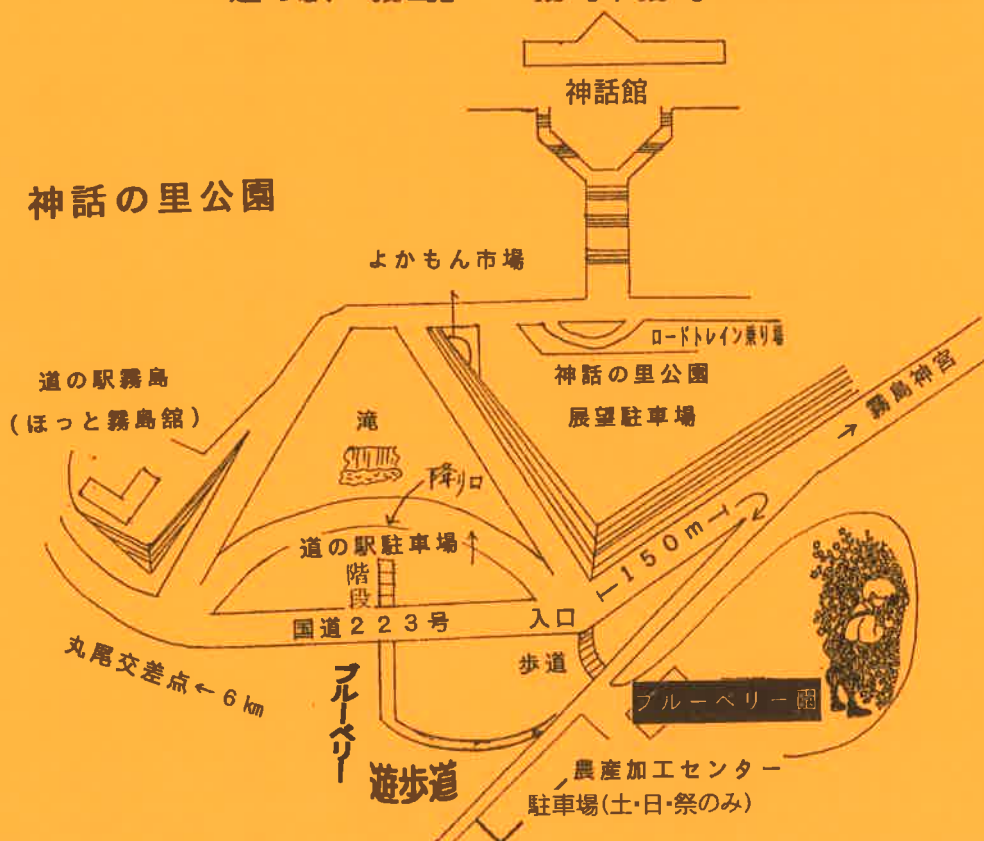 神話館
神話の里公園
よかもん市場
ロードトレイン乗り場
道の駅霧島
(ほっと霧島館)
神話の里公園
展望駐車場
霧島神宮
滝
降り口
150m
道の駅駐車場
階段
国道223号
入口
歩道
丸尾交差点←6km
ブルーベリー
遊歩道
ブルーベリー園
農産加工センター
駐車場(土・日・祭のみ)